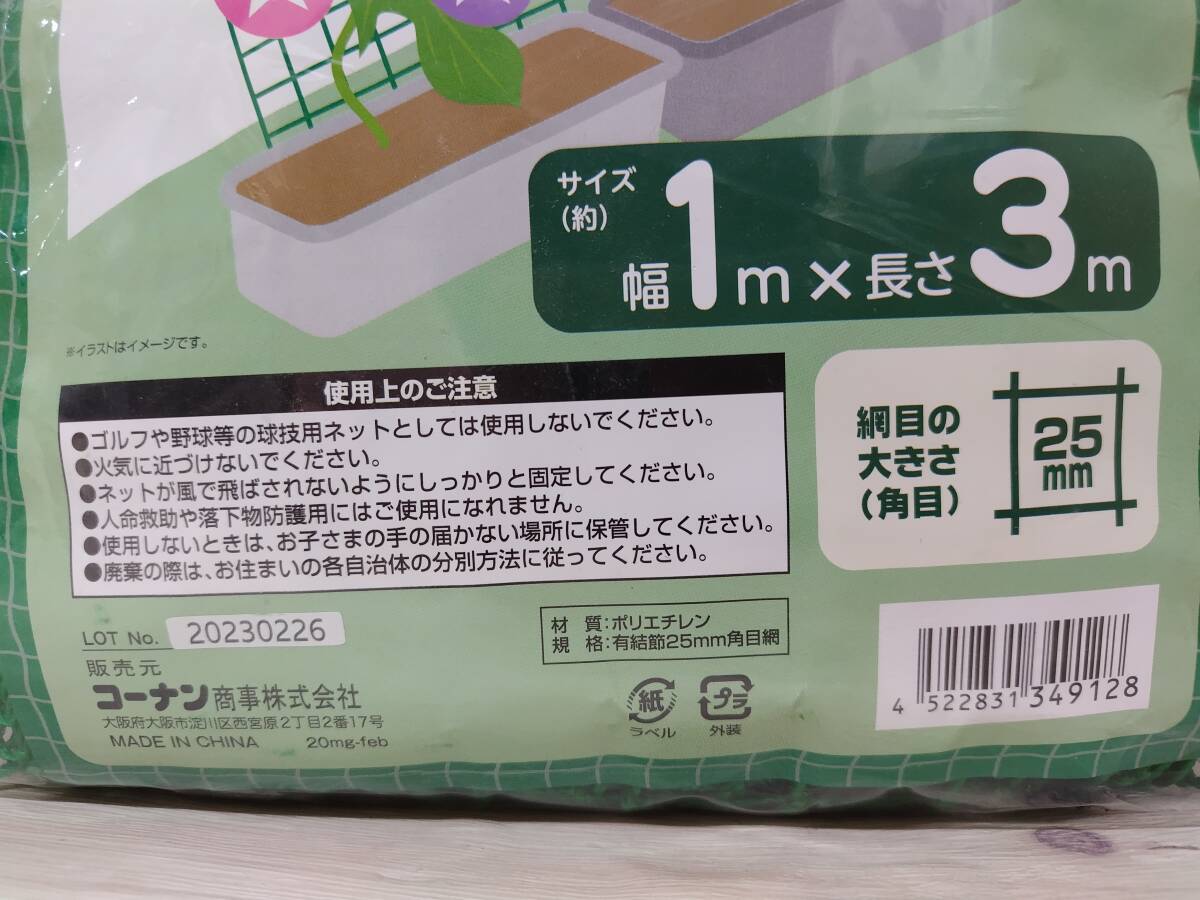 サイズ
(約)
幅1m×長さ3m
※イラストはイメージです。
使用上のご注意
●ゴルフや野球等の球技用ネットとしては使用しないでください。
●火気に近づけないでください。
●ネットが風で飛ばされないようにしっかりと固定してください。
●人命救助や落下物防護用にはご使用になれません。
●使用しないときは、お子さまの手の届かない場所に保管してください。
●廃棄の際は、お住まいの各自治体の分別方法に従ってください。
網目の
大きさ
(角目)
25
mm
LOT No. 20230226
販売元
コーナン商事株式会社
大阪府大阪市淀川区西宮原2丁目2番17号
MADE IN CHINA 20mg-feb
材 質:ポリエチレン
規 格:有結節25mm角目網
紙
ラベル
プラ
外装
4 522831 349128